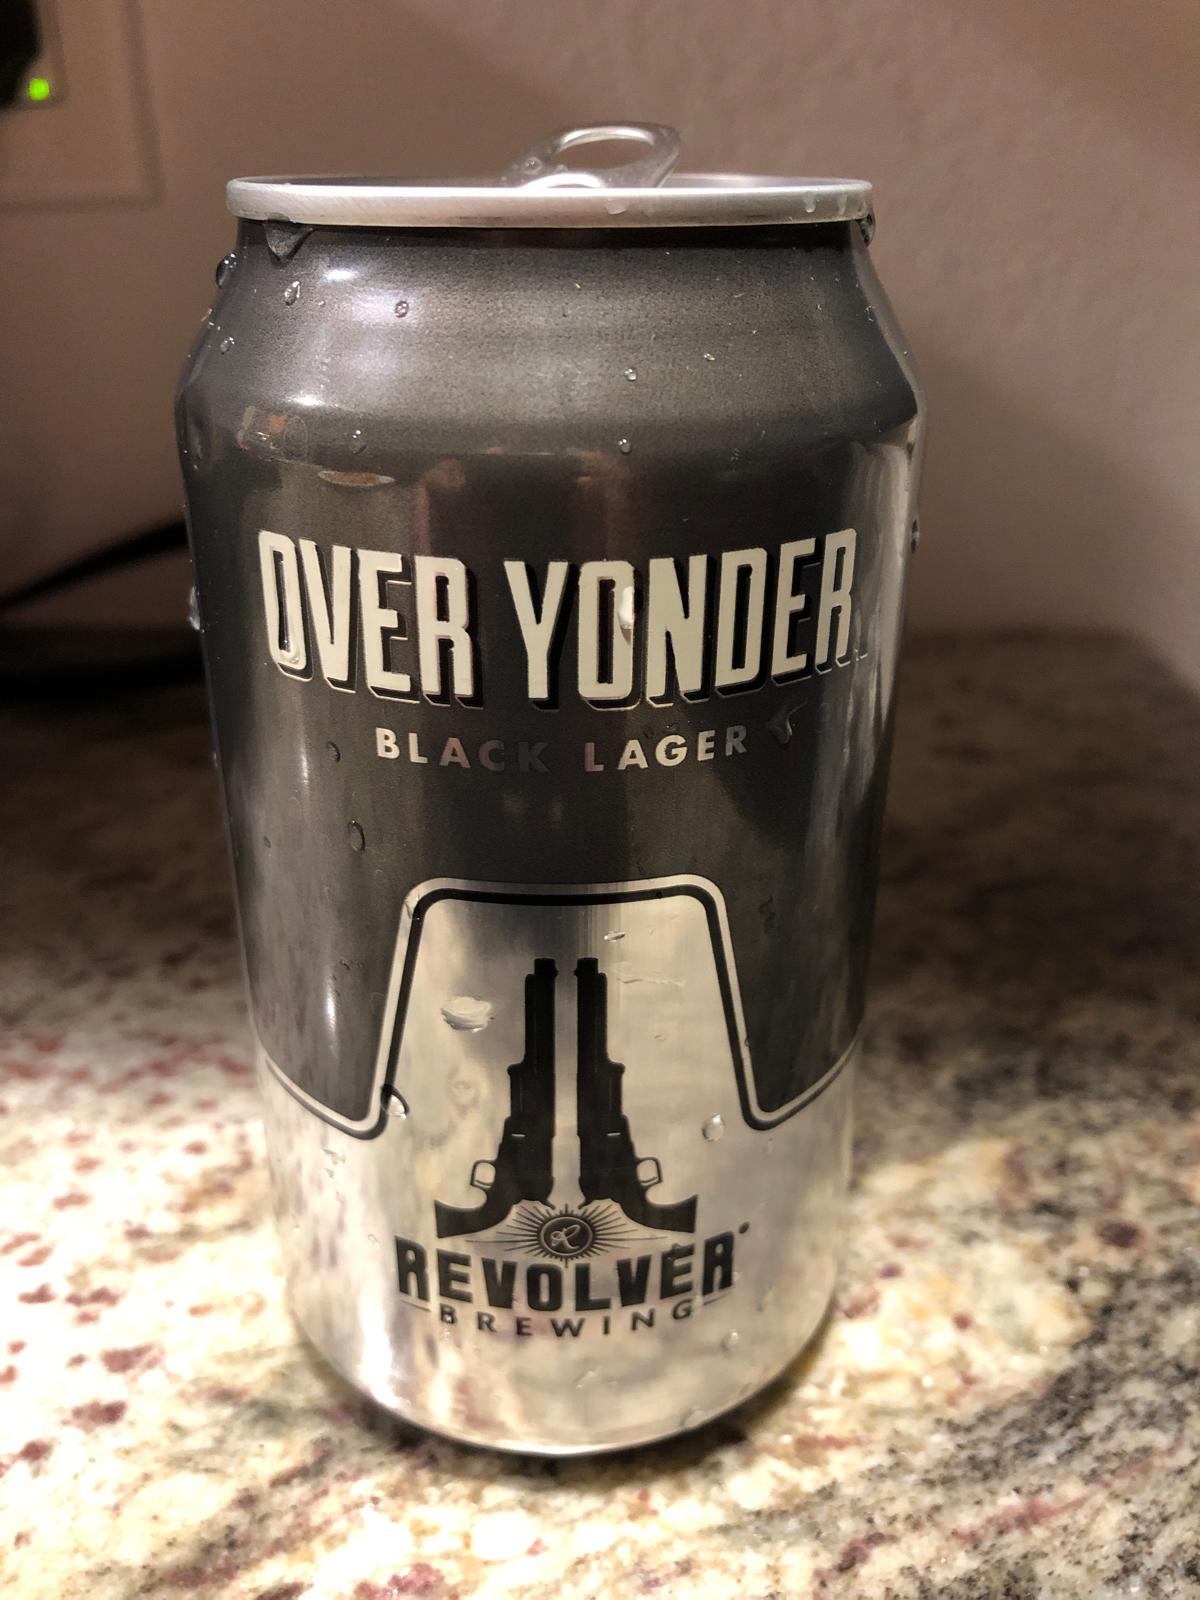 OVER YONDER
BLACK LAGER
R
REVOLVER
BREWING